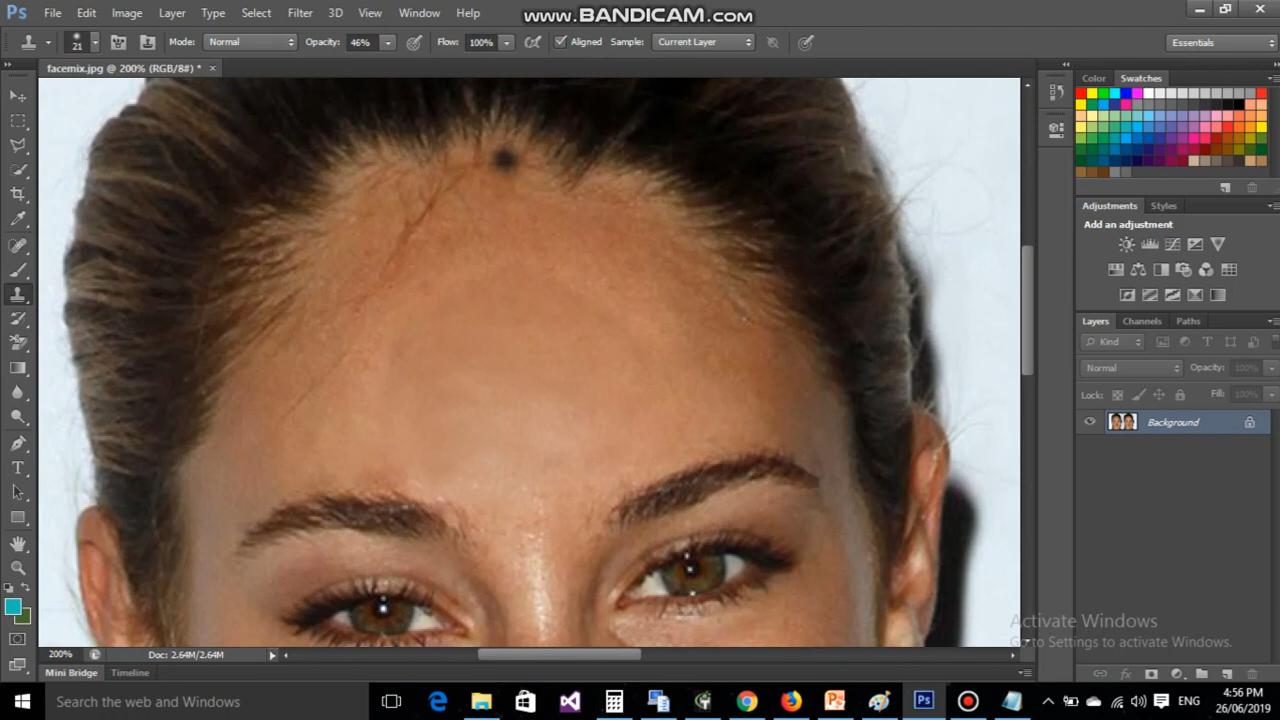 Ps File Edit Image Layer Type Select Filter 3D View Window Help
www.BANDICAM.com
21 Mode: Normal Opacity: 46% Flow: 100% Aligned Sample: Current Layer Essentials
facemix.jpg @ 200% (RGB/8#) * ×
Color Swatches
Adjustments Styles
Add an adjustment
Layers Channels Paths
Kind
Normal Opacity: 100%
Lock: Fill: 100%
Background
Activate Windows
Go to Settings to activate Windows.
200% Doc: 2.64M/2.64M
Mini Bridge Timeline
Search the web and Windows
ENG
4:56 PM
26/06/2019